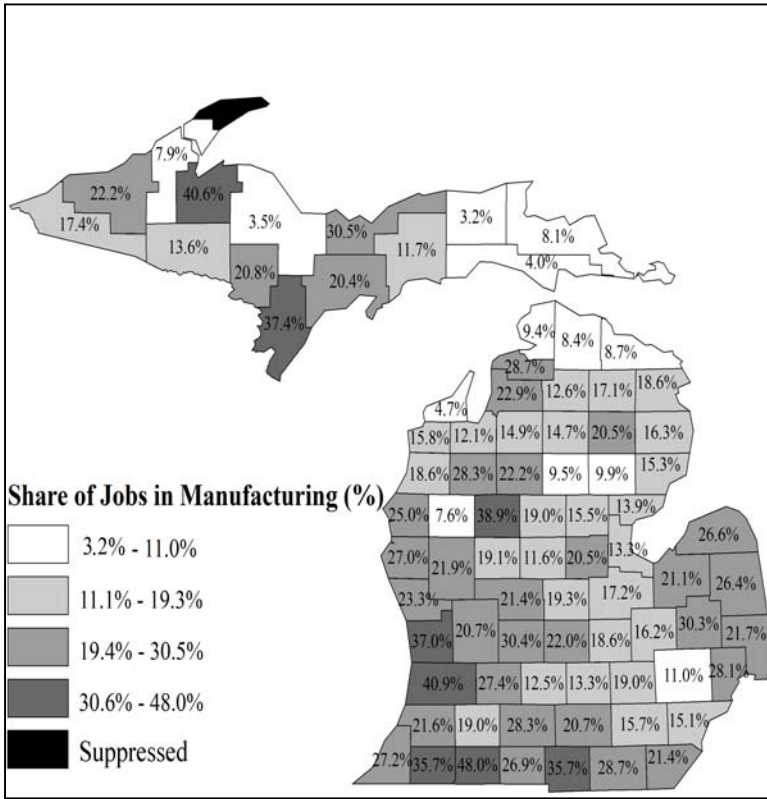 7.9%
22.2%
40.6%
17.4%
3.5%
13.6%
20.8%
37.4%
30.5%
20.4%
11.7%
3.2%
8.1%
4.0%
9.4% 8.4% 8.7%
28.7%
22.9% 12.6% 17.1% 18.6%
4.7%
15.8% 12.1% 14.9% 14.7% 20.5% 16.3%
18.6% 28.3% 22.2% 9.5% 9.9% 15.3%
25.0% 7.6% 38.9% 19.0% 15.5% 13.9%
27.0% 21.9% 19.1% 11.6% 20.5% 13.3% 26.6%
23.3% 21.4% 19.3% 17.2% 21.1% 26.4%
37.0% 20.7% 30.4% 22.0% 18.6% 16.2% 30.3% 21.7%
40.9% 27.4% 12.5% 13.3% 19.0% 11.0% 28.1%
21.6% 19.0% 28.3% 20.7% 15.7% 15.1%
27.2% 35.7% 48.0% 26.9% 35.7% 28.7% 21.4%
Share of Jobs in Manufacturing (%)
3.2% - 11.0%
11.1% - 19.3%
19.4% - 30.5%
30.6% - 48.0%
Suppressed